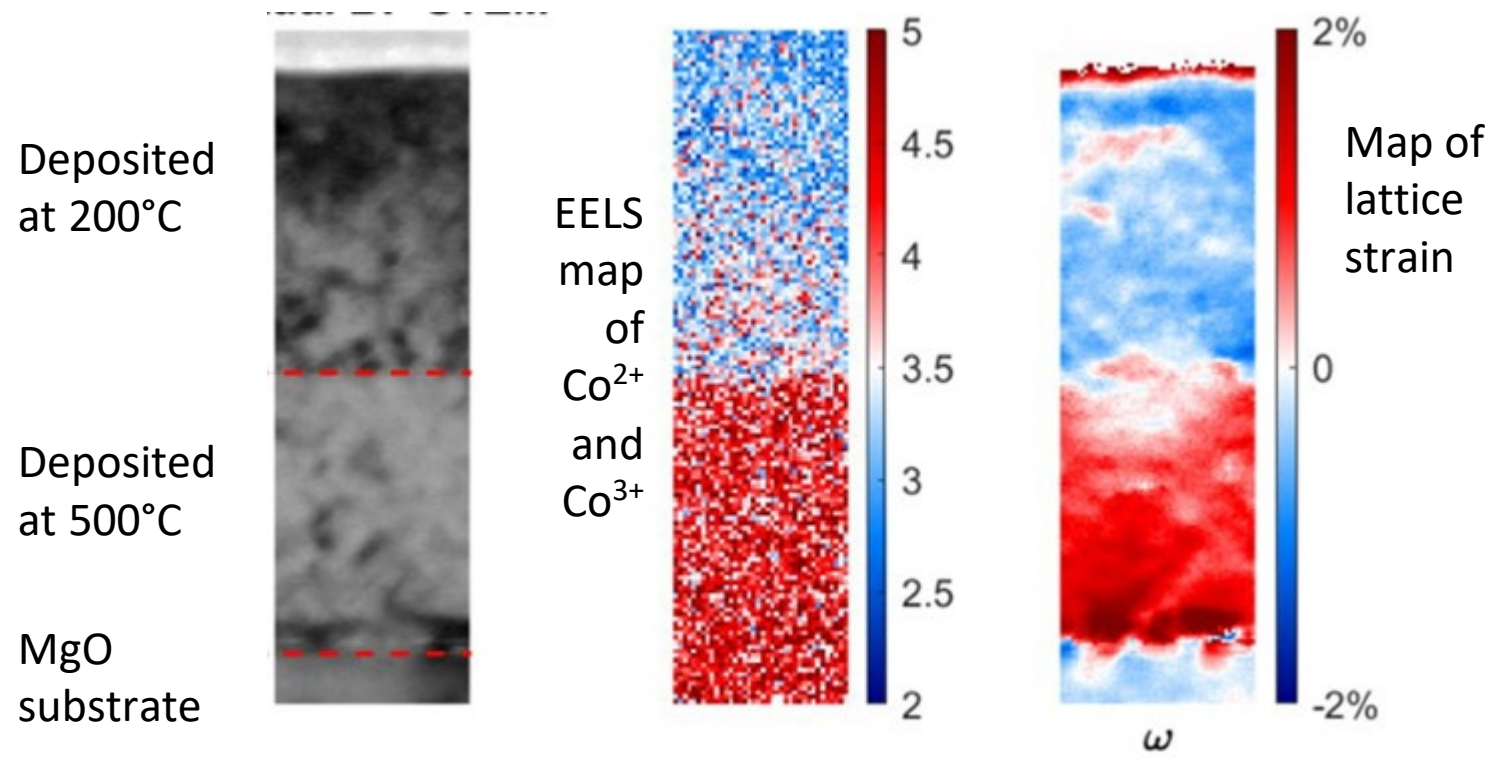 Deposited
at 200°C
Deposited
at 500°C
MgO
substrate
EELS
map
of
Co²⁺
and
Co³⁺
5
4.5
4
3.5
3
2.5
2
2%
0
-2%
ω
Map of
lattice
strain